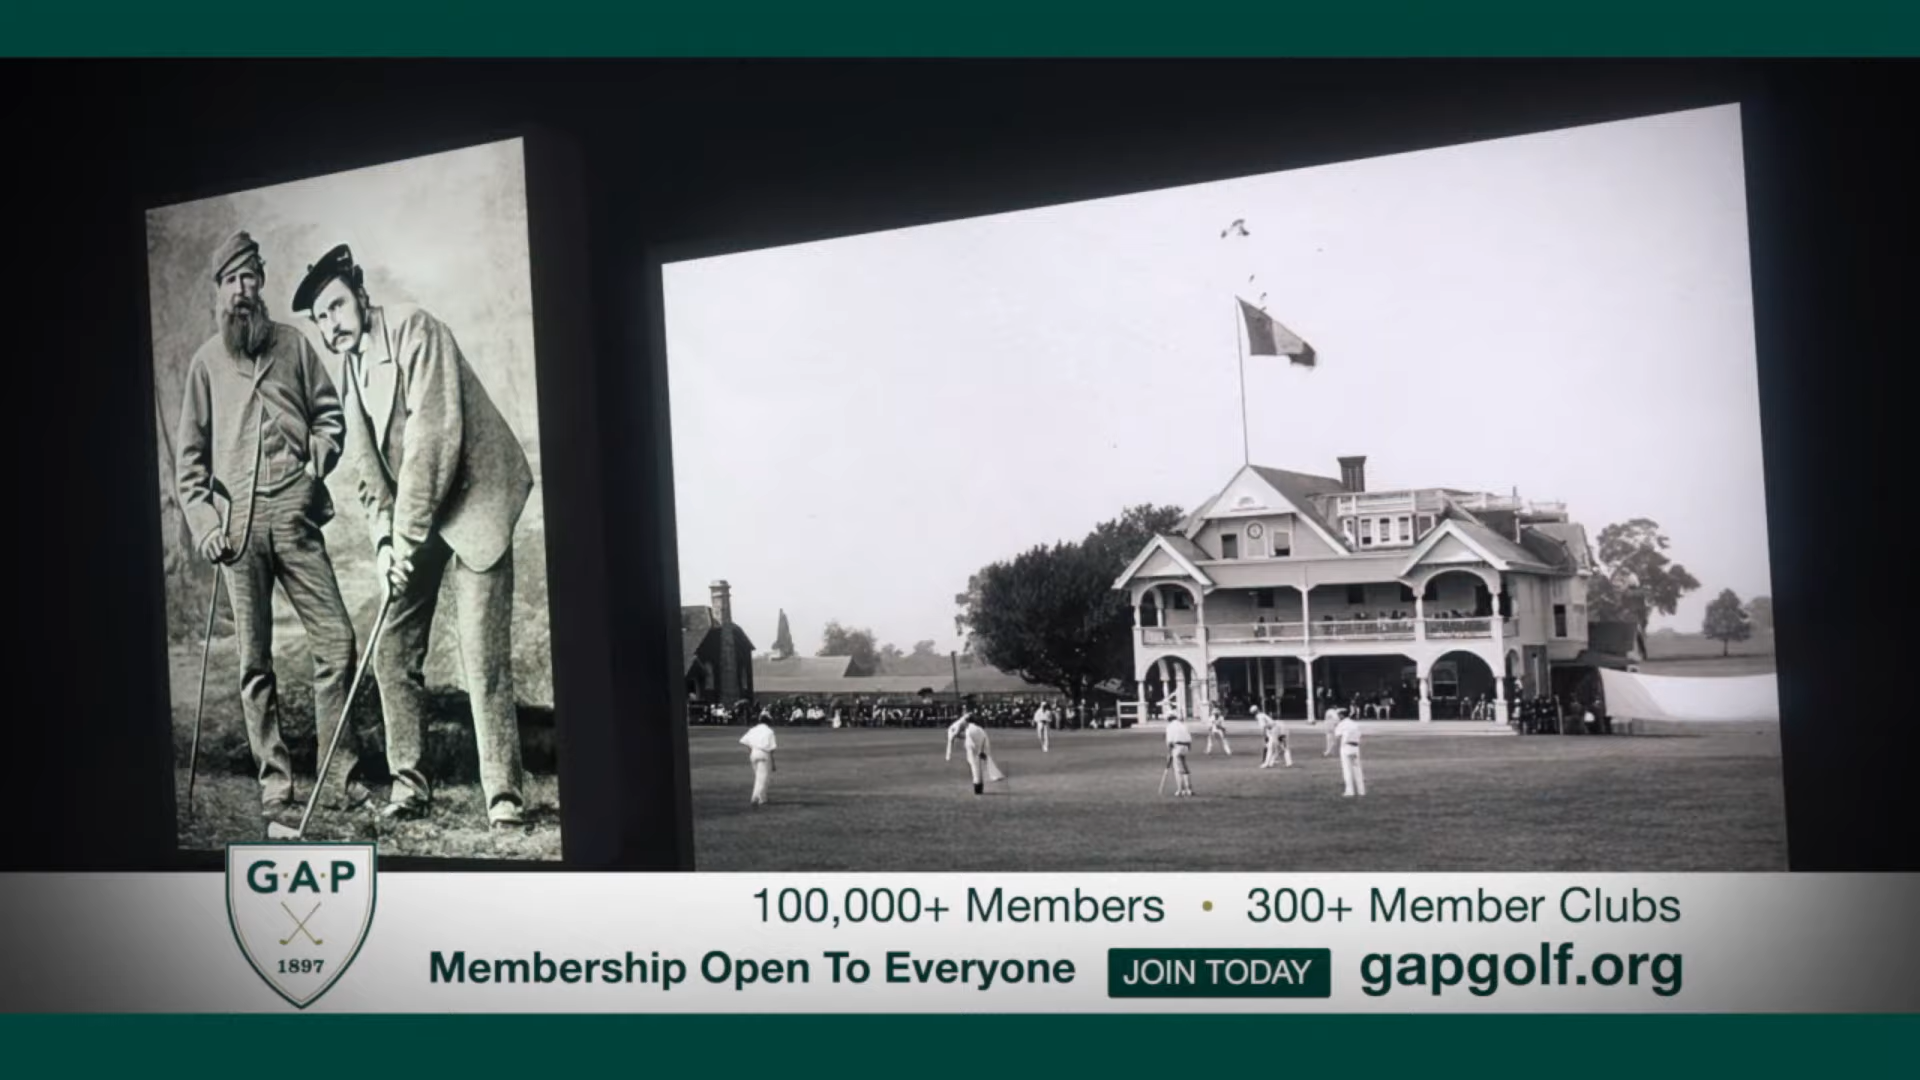 G·A·P
1897
100,000+ Members • 300+ Member Clubs
Membership Open To Everyone JOIN TODAY gapgolf.org